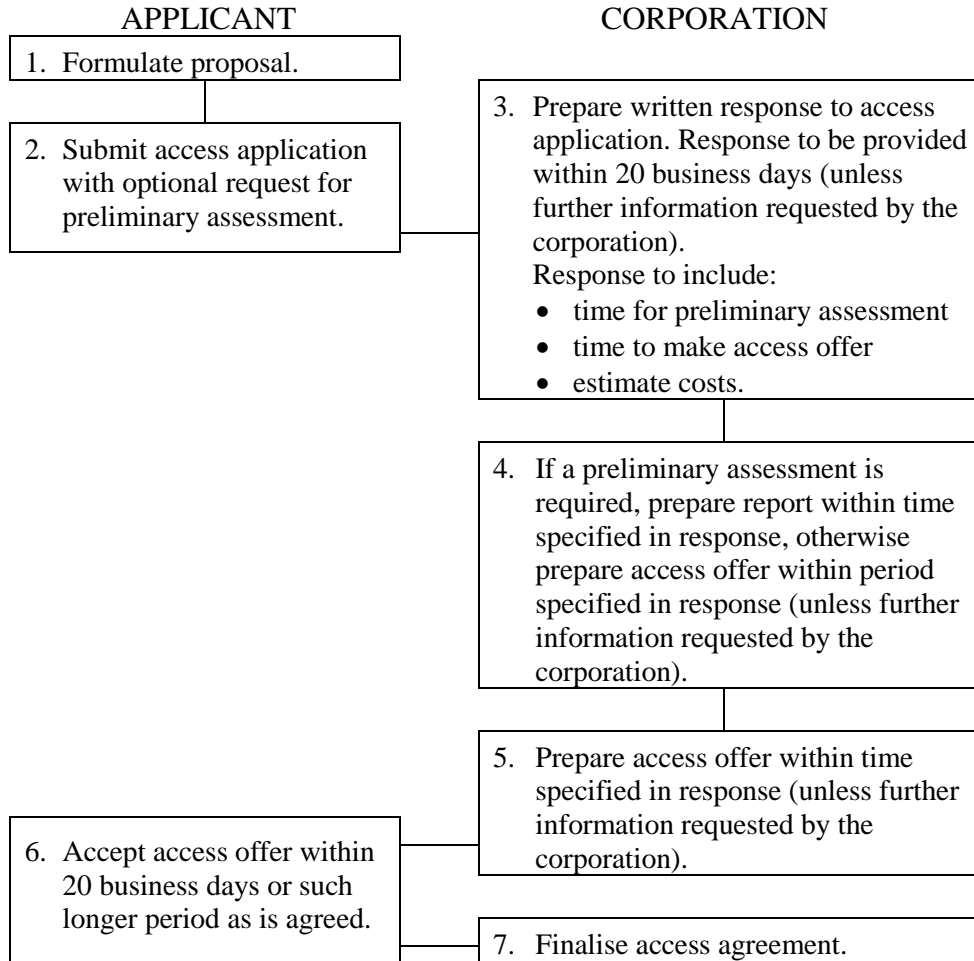 APPLICANT
CORPORATION
1. Formulate proposal.
2. Submit access application
with optional request for
preliminary assessment.
3. Prepare written response to access
application. Response to be provided
within 20 business days (unless
further information requested by the
corporation).
Response to include:
• time for preliminary assessment
• time to make access offer
• estimate costs.
4. If a preliminary assessment is
required, prepare report within time
specified in response, otherwise
prepare access offer within period
specified in response (unless further
information requested by the
corporation).
5. Prepare access offer within time
specified in response (unless further
information requested by the
corporation).
6. Accept access offer within
20 business days or such
longer period as is agreed.
7. Finalise access agreement.